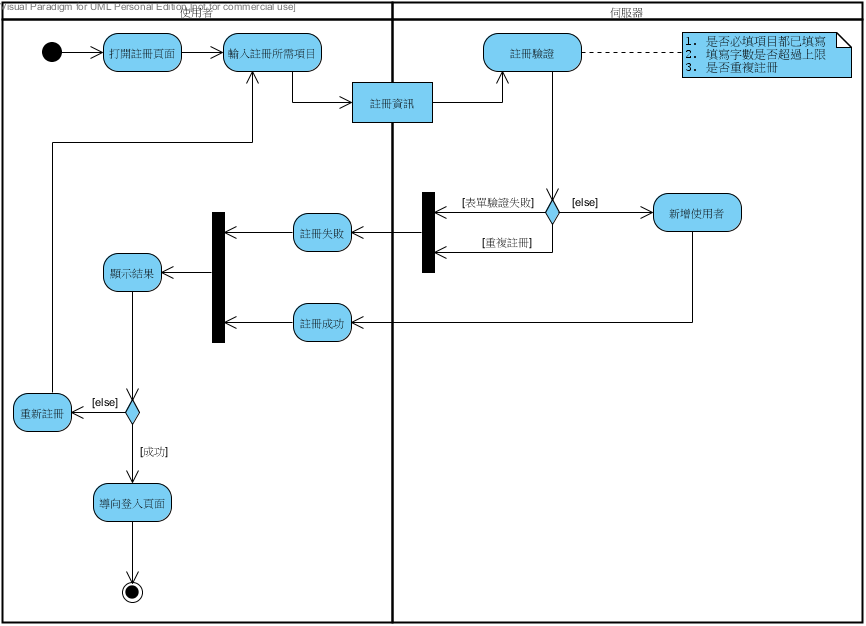 Visual Paradigm for UML Personal Edition [not for commercial use]
使用者
伺服器
打開註冊頁面
輸入註冊所需項目
註冊驗證
1. 是否必填項目都已填寫
2. 填寫字數是否超過上限
3. 是否重複註冊
註冊資訊
[表單驗證失敗]
[else]
新增使用者
註冊失敗
[重複註冊]
顯示結果
註冊成功
[else]
重新註冊
[成功]
導向登入頁面